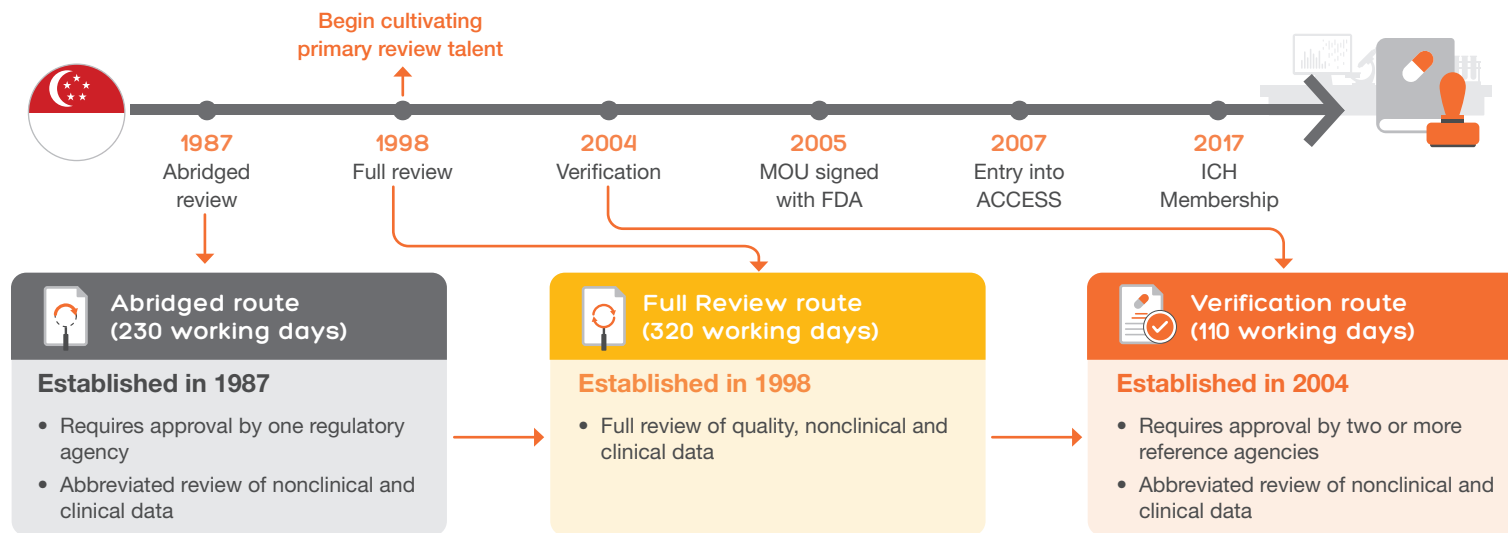 Begin cultivating
primary review talent
1987
Abridged
review
1998
Full review
2004
Verification
2005
MOU signed
with FDA
2007
Entry into
ACCESS
2017
ICH
Membership
Abridged route
(230 working days)
Established in 1987
• Requires approval by one regulatory
agency
• Abbreviated review of nonclinical and
clinical data
Full Review route
(320 working days)
Established in 1998
• Full review of quality, nonclinical and
clinical data
Verification route
(110 working days)
Established in 2004
• Requires approval by two or more
reference agencies
• Abbreviated review of nonclinical and
clinical data